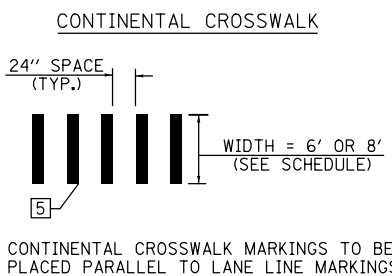 CONTINENTAL CROSSWALK
24" SPACE
(TYP.)
WIDTH = 6' OR 8'
(SEE SCHEDULE)
5
CONTINENTAL CROSSWALK MARKINGS TO BE
PLACED PARALLEL TO LANE LINE MARKINGS